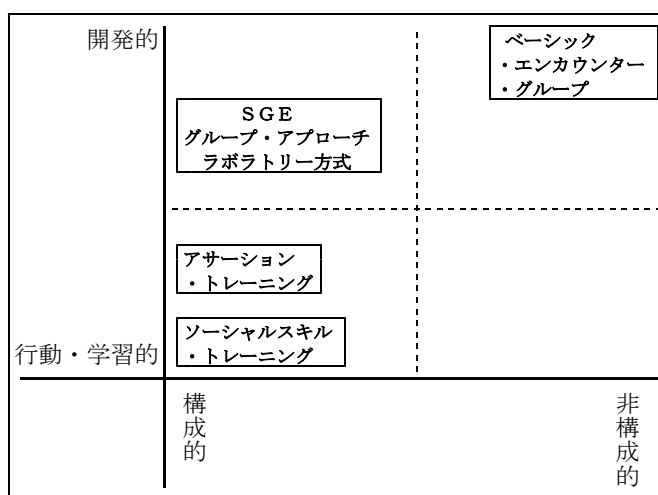 開発的
ベーシック
・エンカウンター
・グループ
ＳＧＥ
グループ・アプローチ
ラボラトリー方式
アサーション
・トレーニング
ソーシャルスキル
・トレーニング
行動・学習的
構成的
非構成的